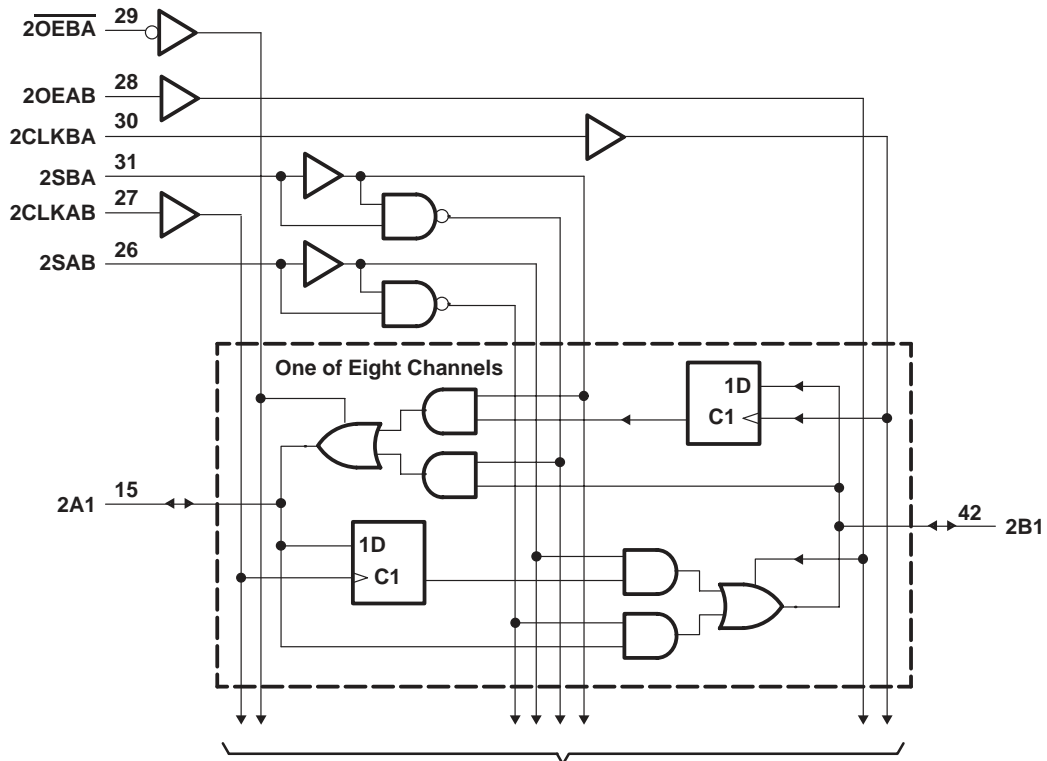 2OEBA 29
2OEAB 28
2CLKBA 30
2SBA 31
2CLKAB 27
2SAB 26
One of Eight Channels
1D
C1
2A1 15
42 2B1
1D
C1